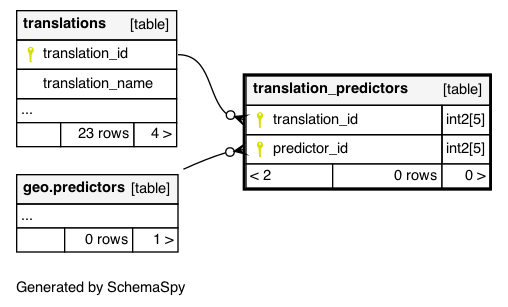 translations [table]
translation_id
translation_name
...
23 rows 4 >
translation_predictors [table]
translation_id int2[5]
predictor_id int2[5]
< 2 0 rows 0 >
geo.predictors [table]
...
0 rows 1 >
Generated by SchemaSpy